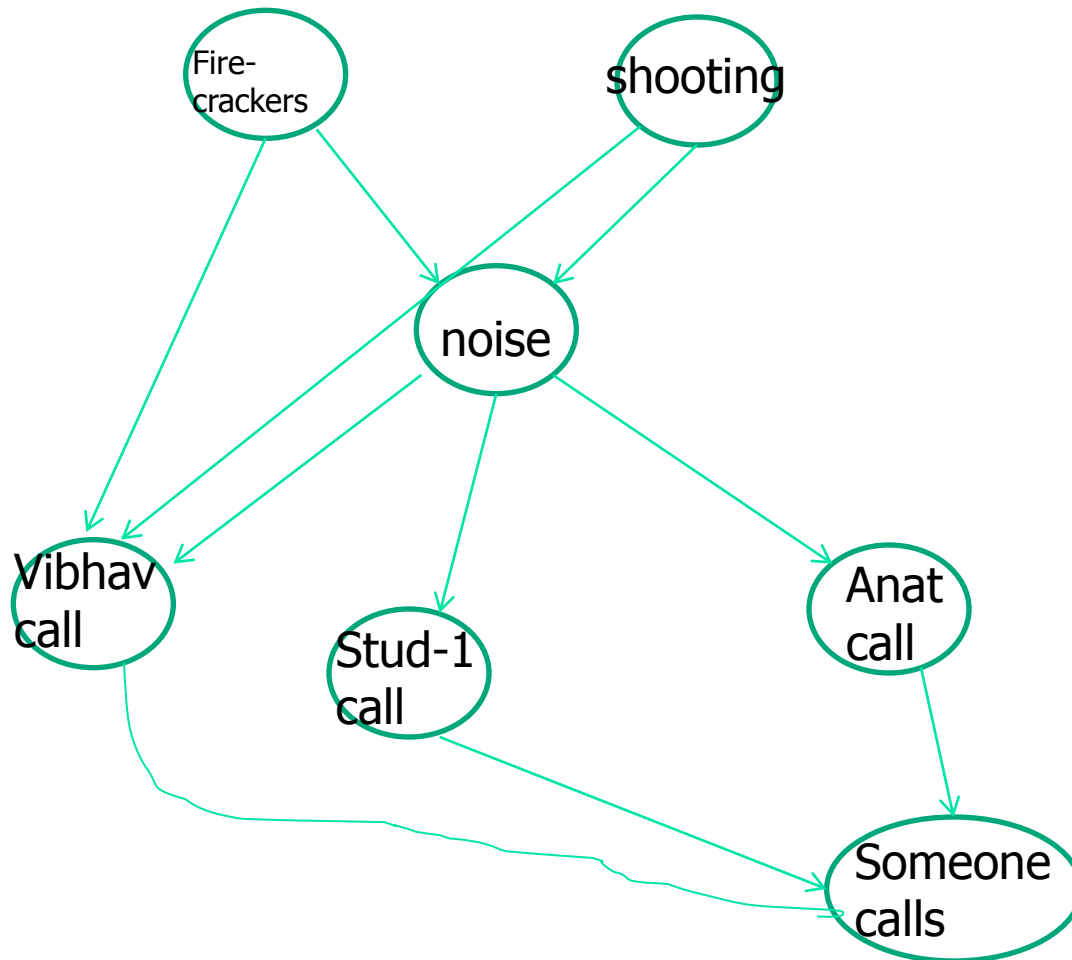 Fire-
crackers
shooting
noise
Vibhav
call
Stud-1
call
Anat
call
Someone
calls